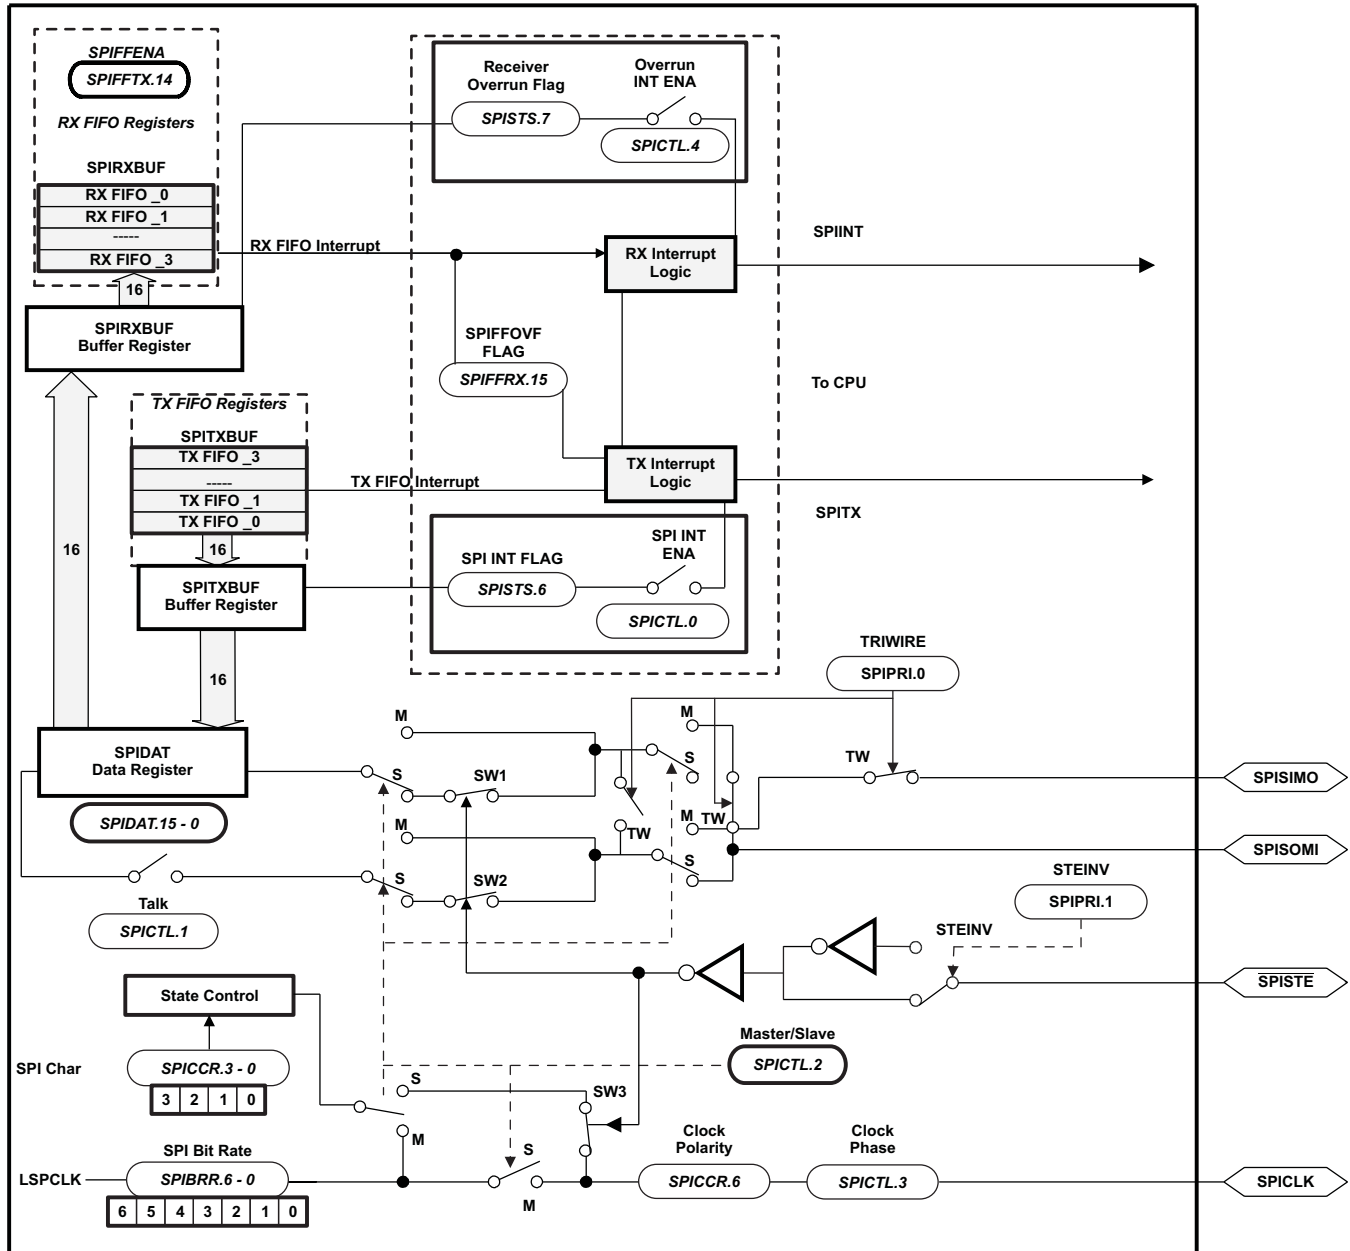 SPIFFENA
SPIFFTX.14
RX FIFO Registers
SPIRXBUF
RX FIFO _0
RX FIFO _1
-----
RX FIFO _3
16
SPIRXBUF
Buffer Register
Receiver
Overrun Flag
SPISTS.7
Overrun
INT ENA
SPICTL.4
RX FIFO Interrupt
RX Interrupt
Logic
SPIINT
SPIFFOVF
FLAG
SPIFFRX.15
To CPU
TX FIFO Registers
SPITXBUF
TX FIFO _3
-----
TX FIFO _1
TX FIFO _0
TX FIFO Interrupt
TX Interrupt
Logic
SPITX
16
16
SPITXBUF
Buffer Register
SPI INT FLAG
SPISTS.6
SPI INT
ENA
SPICTL.0
16
TRIWIRE
SPIPRI.0
SPIDAT
Data Register
SPIDAT.15 - 0
M
S
SW1
M
S
TW
SPISIMO
M
S
SW2
TW
M
TW
S
SPISOMI
Talk
SPICTL.1
STEINV
SPIPRI.1
STEINV
SPISTE
State Control
SPI Char
SPICCR.3 - 0
3 2 1 0
Master/Slave
SPICTL.2
S
M
SW3
LSPCLK
SPI Bit Rate
SPIBRR.6 - 0
6 5 4 3 2 1 0
S
M
Clock
Polarity
SPICCR.6
Clock
Phase
SPICTL.3
SPICLK